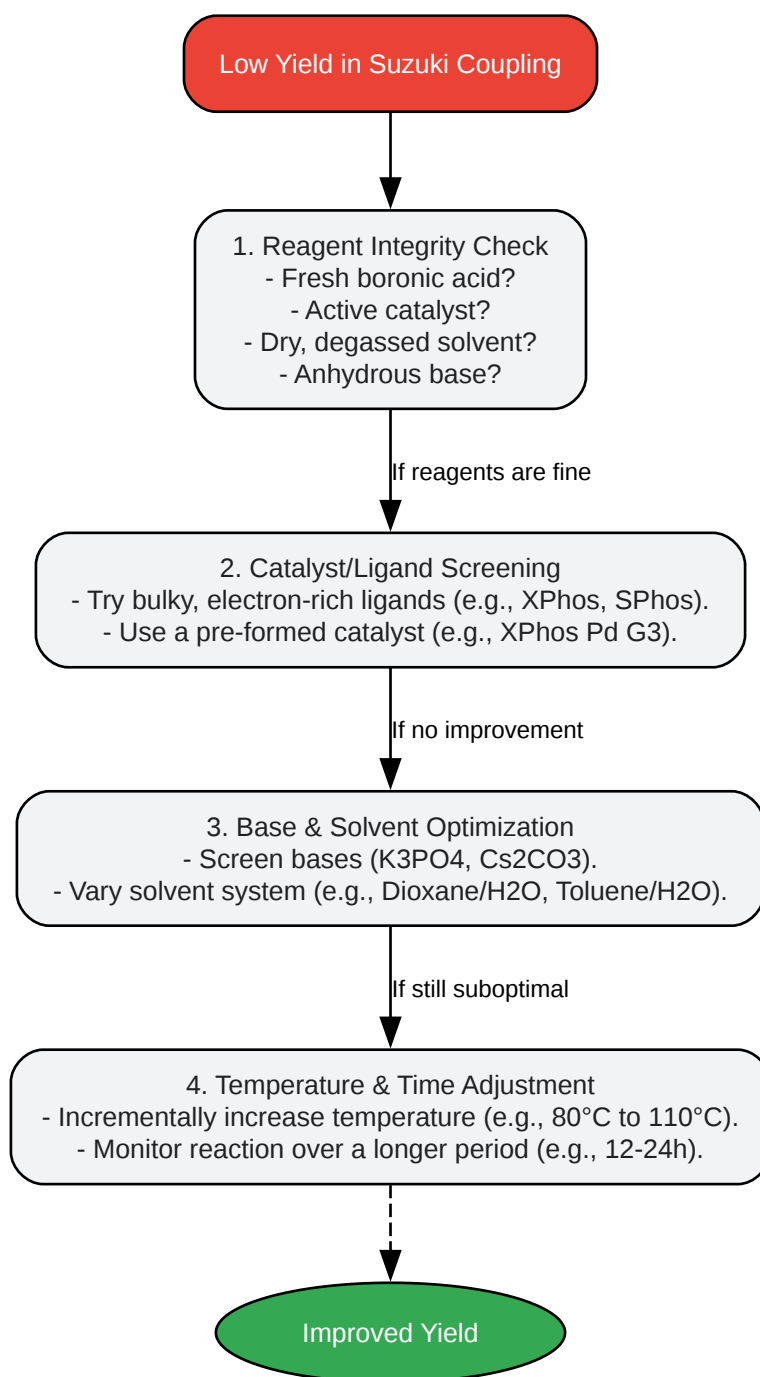 Low Yield in Suzuki Coupling
1. Reagent Integrity Check
- Fresh boronic acid?
- Active catalyst?
- Dry, degassed solvent?
- Anhydrous base?
If reagents are fine
2. Catalyst/Ligand Screening
- Try bulky, electron-rich ligands (e.g., XPhos, SPhos).
- Use a pre-formed catalyst (e.g., XPhos Pd G3).
If no improvement
3. Base & Solvent Optimization
- Screen bases (K3PO4, Cs2CO3).
- Vary solvent system (e.g., Dioxane/H2O, Toluene/H2O).
If still suboptimal
4. Temperature & Time Adjustment
- Incrementally increase temperature (e.g., 80°C to 110°C).
- Monitor reaction over a longer period (e.g., 12-24h).
Improved Yield